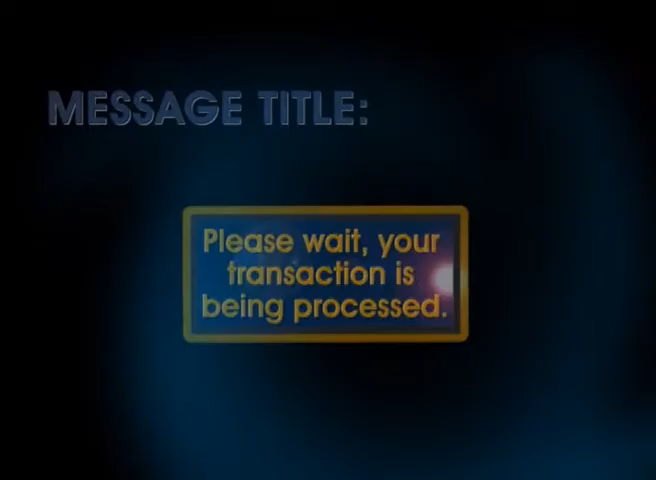 MESSAGE TITLE:
Please wait, your
transaction is
being processed.